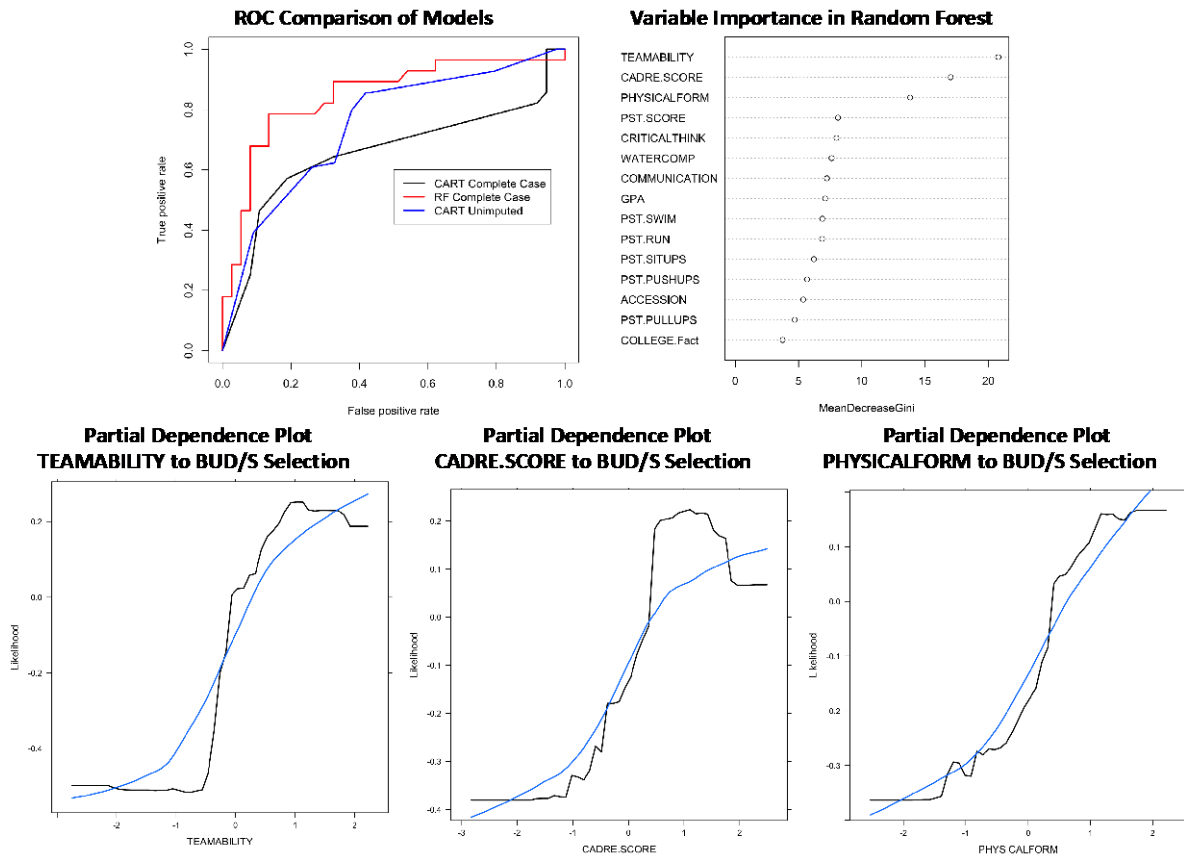 ROC Comparison of Models
1.0
0.8
0.6
0.4
0.2
0.0
True positive rate
CART Complete Case
RF Complete Case
CART Unimputed
0.0 0.2 0.4 0.6 0.8 1.0
False positive rate
Variable Importance in Random Forest
TEAMABILITY
CADRE.SCORE
PHYSICALFORM
PST.SCORE
CRITICALTHINK
WATERCOMP
COMMUNICATION
GPA
PST.SWIM
PST.RUN
PST.SITUPS
PST.PUSHUPS
ACCESSION
PST.PULLUPS
COLLEGE.Fact
0 5 10 15 20
MeanDecreaseGini
Partial Dependence Plot
TEAMABILITY to BUD/S Selection
0.2
0.0
-0.2
-0.4
Likelihood
-2 -1 0 1 2
TEAMABILITY
Partial Dependence Plot
CADRE.SCORE to BUD/S Selection
0.2
0.1
0.0
-0.1
-0.2
-0.3
-0.4
Likelihood
-3 -2 -1 0 1 2
CADRE.SCORE
Partial Dependence Plot
PHYSICALFORM to BUD/S Selection
0.1
0.0
-0.1
0.2
-0.3
Likelihood
-2 -1 0 1 2
PHYS CALFORM